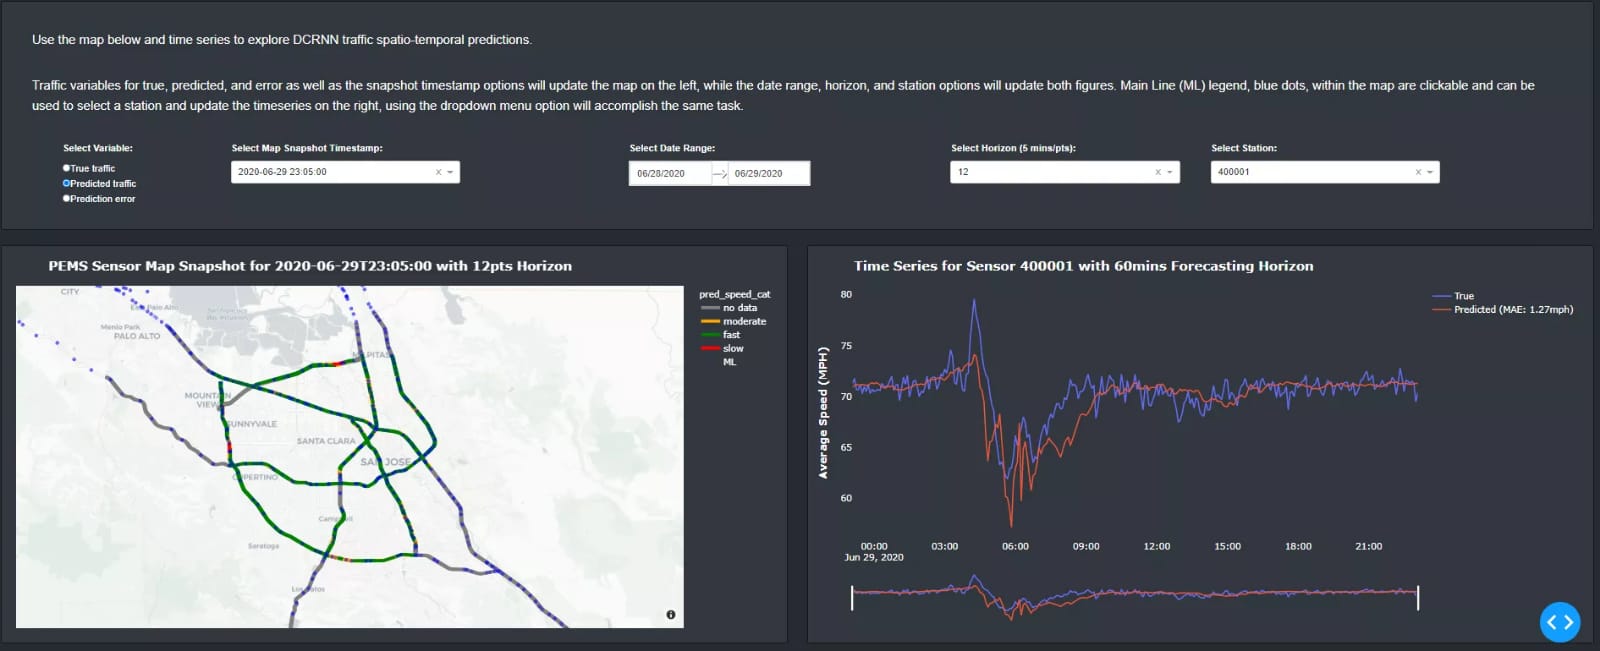 Use the map below and time series to explore DCRNN traffic spatio-temporal predictions.
Traffic variables for true, predicted, and error as well as the snapshot timestamp options will update the map on the left, while the date range, horizon, and station options will update both figures. Main Line (ML) legend, blue dots, within the map are clickable and can be
used to select a station and update the timeseries on the right, using the dropdown menu option will accomplish the same task.
Select Variable:
True traffic
Predicted traffic
Prediction error
Select Map Snapshot Timestamp:
2020-06-29 23:05:00
Select Date Range:
06/28/2020
06/29/2020
Select Horizon (5 mins/pts):
12
Select Station:
400001
PEMS Sensor Map Snapshot for 2020-06-29T23:05:00 with 12pts Horizon
CITY
East Palo Alto
Menlo Park
PALO ALTO
MOUNTAIN
VIEW
SUNNYVALE
SANTA CLARA
SAN JOSE
CUPERTINO
Campbell
Saratoga
Los Gatos
MILPITAS
pred_speed_cat
no data
moderate
fast
slow
ML
Time Series for Sensor 400001 with 60mins Forecasting Horizon
True
Predicted (MAE: 1.27mph)
Average Speed (MPH)
80
75
70
65
60
00:00
03:00
06:00
09:00
12:00
15:00
18:00
21:00
Jun 29, 2020